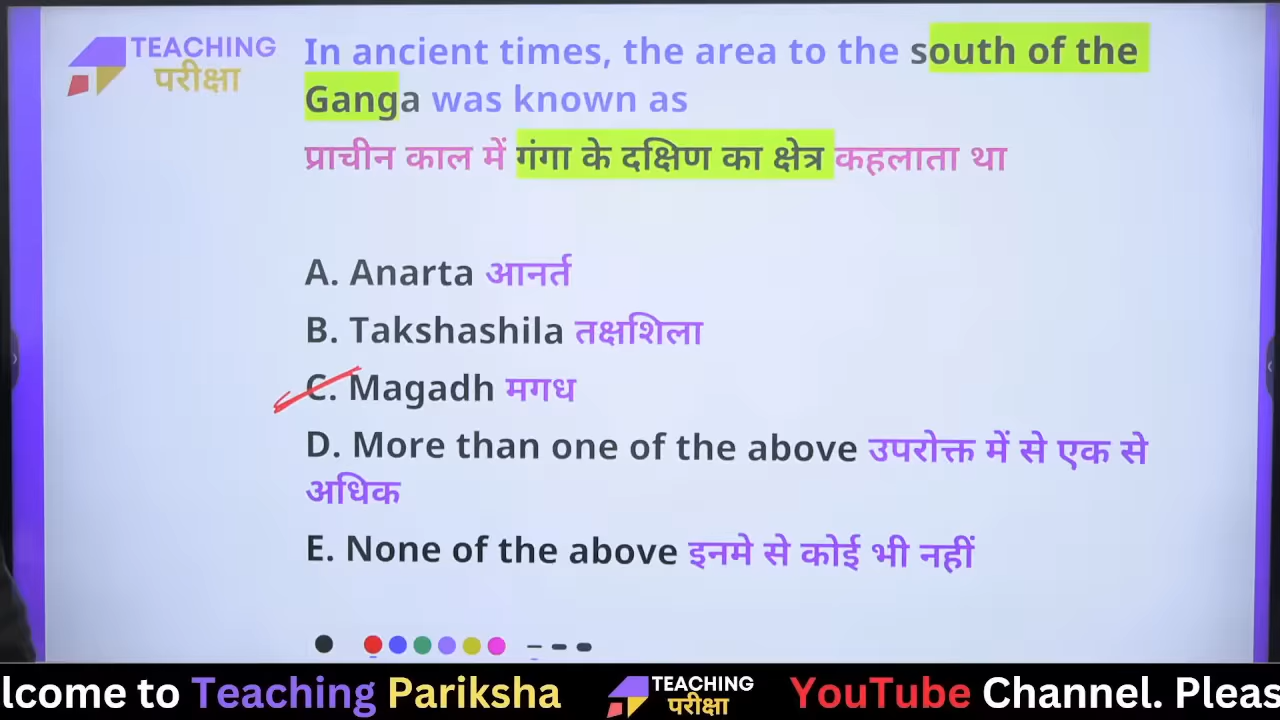 TEACHING
परीक्षा
In ancient times, the area to the south of the
Ganga was known as
प्राचीन काल में गंगा के दक्षिण का क्षेत्र कहलाता था
A. Anarta आनर्त
B. Takshashila तक्षशिला
C. Magadh मगध
D. More than one of the above उपरोक्त में से एक से
अधिक
E. None of the above इनमे से कोई भी नहीं
lcome to Teaching Pariksha
TEACHING
परीक्षा
YouTube Channel. Pleas